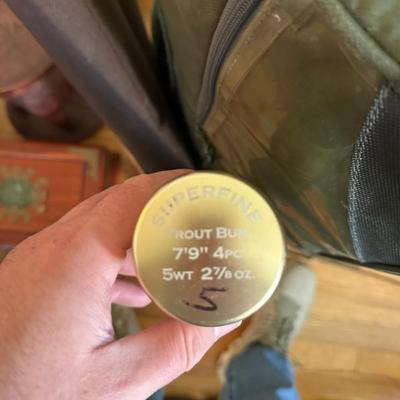 SUPERFINE
TROUT BUM
7'9" 4PC
5WT 2⅞ OZ.
5